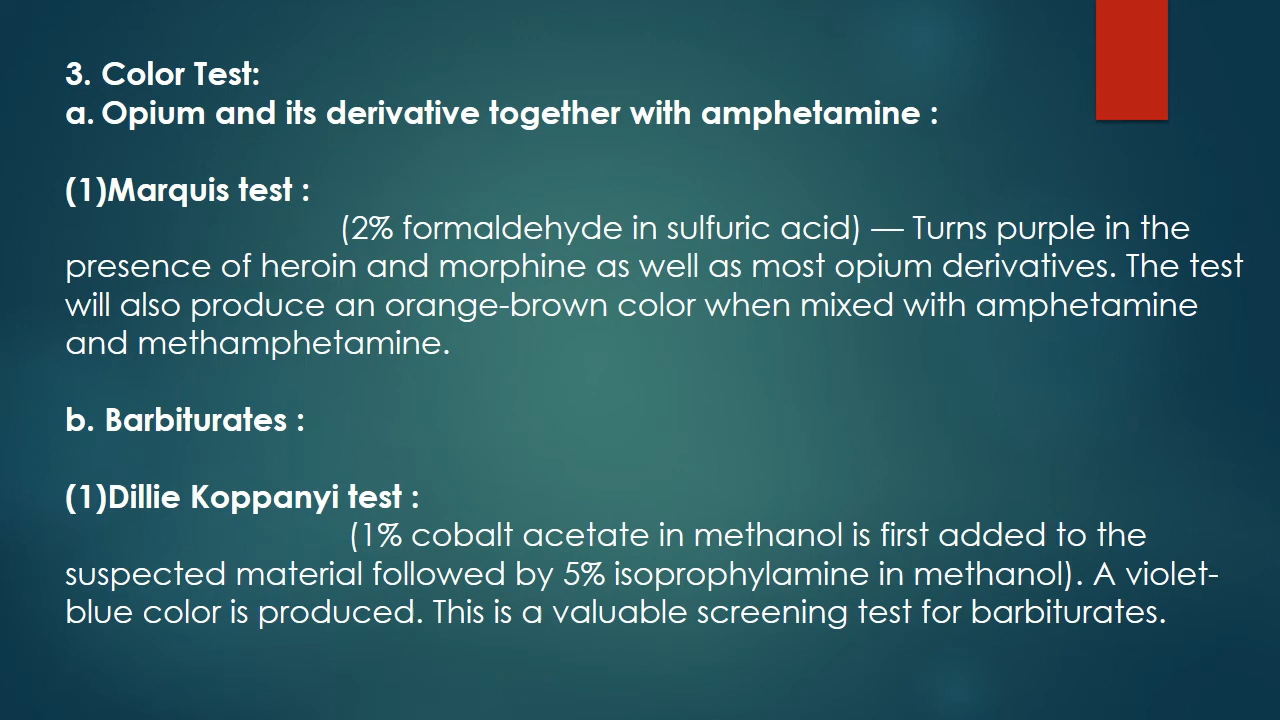 3. Color Test:
a. Opium and its derivative together with amphetamine :
(1)Marquis test :
(2% formaldehyde in sulfuric acid) — Turns purple in the
presence of heroin and morphine as well as most opium derivatives. The test
will also produce an orange-brown color when mixed with amphetamine
and methamphetamine.
b. Barbiturates :
(1)Dillie Koppanyi test :
(1% cobalt acetate in methanol is first added to the
suspected material followed by 5% isoprophylamine in methanol). A violet-
blue color is produced. This is a valuable screening test for barbiturates.